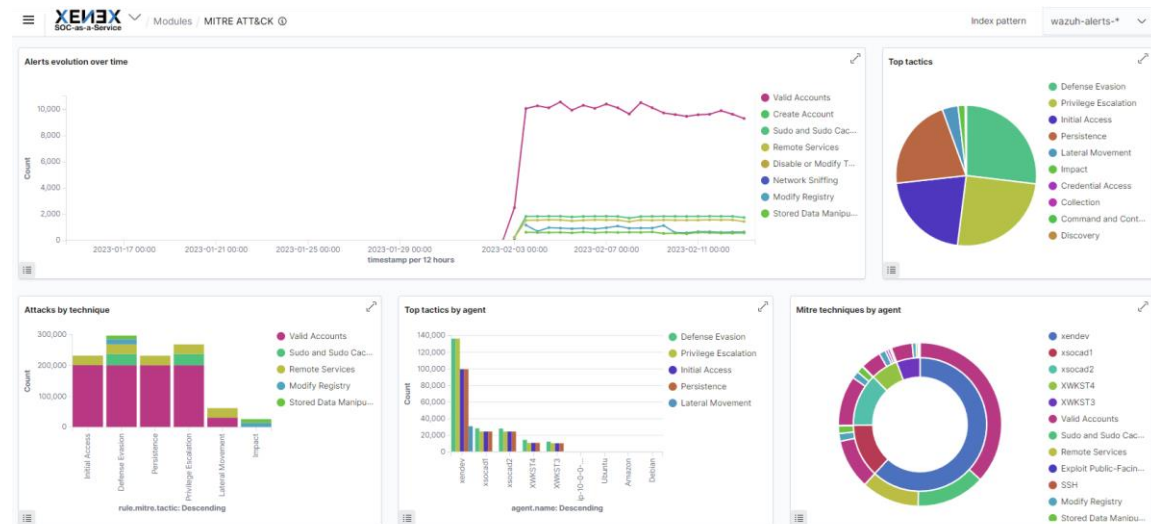 XENEX
SOC-as-a-Service
/ Modules / MITRE ATT&CK
Index pattern
wazuh-alerts-*
Alerts evolution over time
Count
10,000
8,000
6,000
4,000
2,000
0
2023-01-17 00:00
2023-01-21 00:00
2023-01-25 00:00
2023-01-29 00:00
2023-02-03 00:00
2023-02-07 00:00
2023-02-11 00:00
timestamp per 12 hours
Valid Accounts
Create Account
Sudo and Sudo Cac...
Remote Services
Disable or Modify T...
Network Sniffing
Modify Registry
Stored Data Manipu...
Top tactics
Defense Evasion
Privilege Escalation
Initial Access
Persistence
Lateral Movement
Impact
Credential Access
Collection
Command and Cont...
Discovery
Attacks by technique
Count
300,000
200,000
100,000
0
Initial Access
Defense Evasion
Persistence
Privilege Escalation
Lateral Movement
Impact
rule.mitre.tactic: Descending
Valid Accounts
Sudo and Sudo Cac...
Remote Services
Modify Registry
Stored Data Manipu...
Top tactics by agent
Count
140,000
120,000
100,000
80,000
60,000
40,000
20,000
0
xendev
xsocad1
xsocad2
XWKST4
XWKST3
ip-10-0-0-...
Ubuntu
Amazon
Debian
agent.name: Descending
Defense Evasion
Privilege Escalation
Initial Access
Persistence
Lateral Movement
Mitre techniques by agent
xendev
xsocad1
xsocad2
XWKST4
XWKST3
Valid Accounts
Sudo and Sudo Cac...
Remote Services
Exploit Public-Facin...
SSH
Modify Registry
Stored Data Manipu...